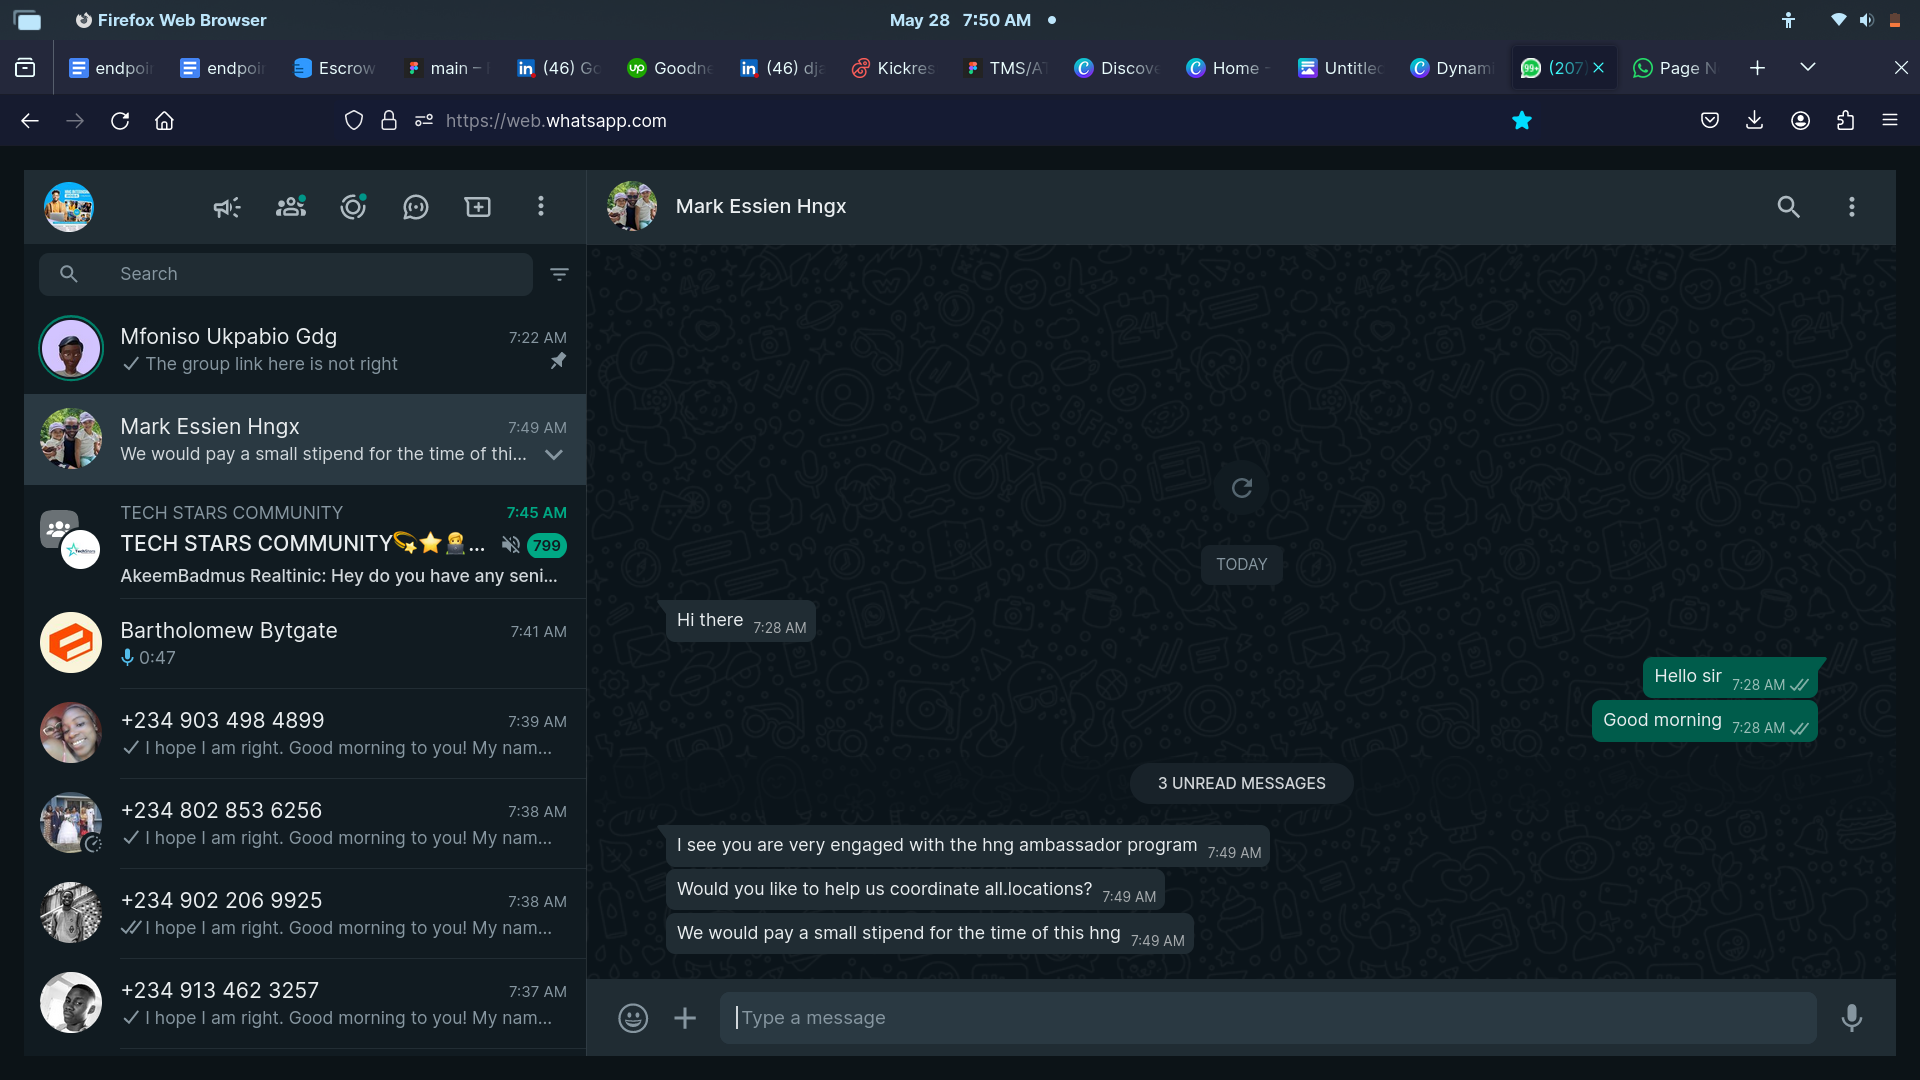 Firefox Web Browser
May 28 7:50 AM
endpoin
endpoin
Escrow
main –
(46) Go
Goodne
(46) dja
Kickres
TMS/AT
Discove
Home -
Untitled
Dynami
99+ (207)
Page N
https://web.whatsapp.com
Mark Essien Hngx
Search
Mfoniso Ukpabio Gdg 7:22 AM
The group link here is not right
Mark Essien Hngx 7:49 AM
We would pay a small stipend for the time of thi...
TECH STARS COMMUNITY 7:45 AM
TECH STARS COMMUNITY💫⭐👩‍💻... 799
AkeemBadmus Realtinic: Hey do you have any seni...
Bartholomew Bytgate 7:41 AM
0:47
+234 903 498 4899 7:39 AM
I hope I am right. Good morning to you! My nam...
+234 802 853 6256 7:38 AM
I hope I am right. Good morning to you! My nam...
+234 902 206 9925 7:38 AM
I hope I am right. Good morning to you! My nam...
+234 913 462 3257 7:37 AM
I hope I am right. Good morning to you! My nam...
TODAY
Hi there 7:28 AM
Hello sir 7:28 AM
Good morning 7:28 AM
3 UNREAD MESSAGES
I see you are very engaged with the hng ambassador program 7:49 AM
Would you like to help us coordinate all.locations? 7:49 AM
We would pay a small stipend for the time of this hng 7:49 AM
Type a message